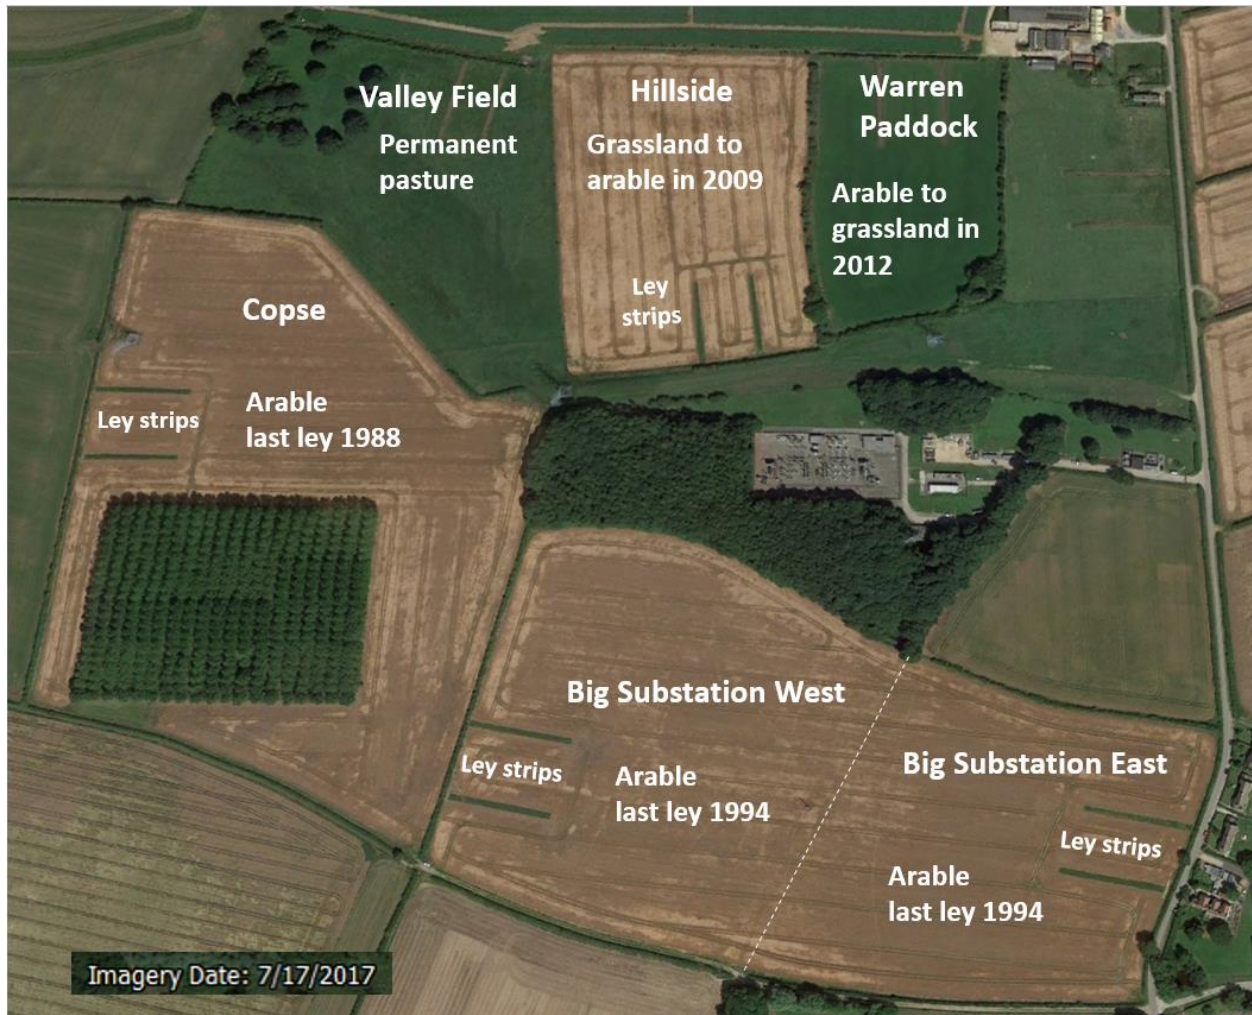 Valley Field
Permanent
pasture
Hillside
Grassland to
arable in 2009
Ley
strips
Warren
Paddock
Arable to
grassland in
2012
Copse
Arable
last ley 1988
Ley strips
Big Substation West
Arable
last ley 1994
Ley strips
Big Substation East
Arable
last ley 1994
Ley strips
Imagery Date: 7/17/2017